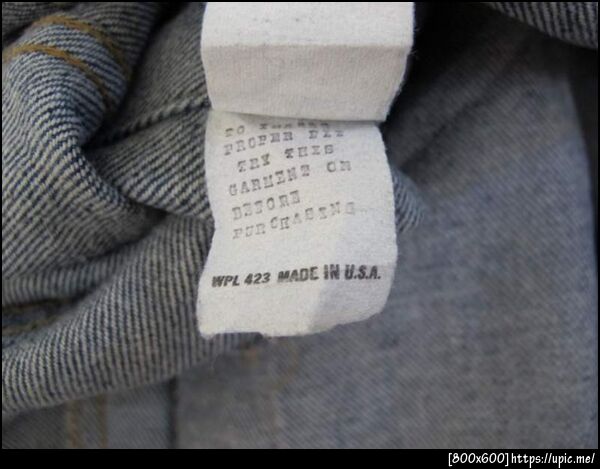 TO INSURE
PROPER FIT
TRY THIS
GARMENT ON
BEFORE
PURCHASING
WPL 423 MADE IN U.S.A.
[800x600]https://upic.me/